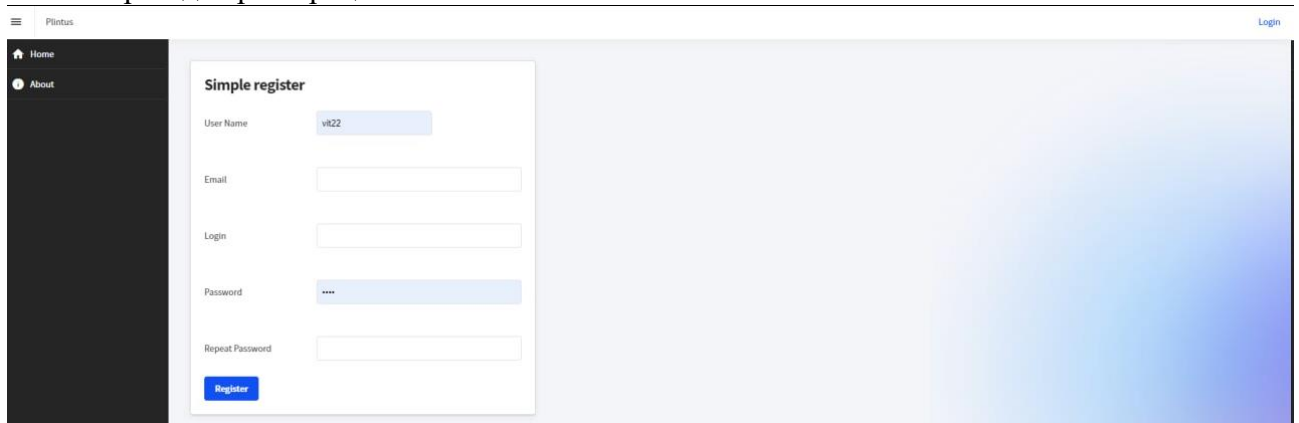 Plintus
Login
Home
About
Simple register
User Name
vit22
Email
Login
Password
••••
Repeat Password
Register